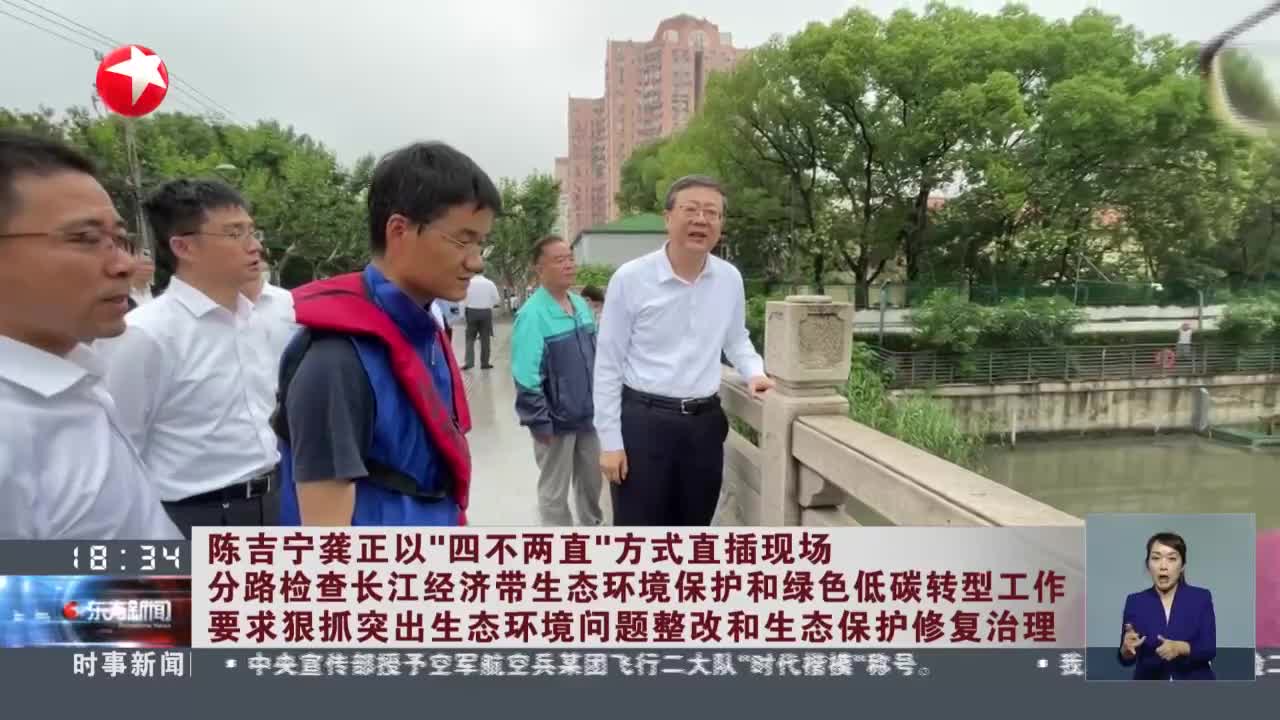 陈吉宁龚正以"四不两直"方式直插现场
18:34
分路检查长江经济带生态环境保护和绿色低碳转型工作
东方新闻
要求狠抓突出生态环境问题整改和生态保护修复治理
时事新闻
• 中央宣传部授予空军航空兵某团飞行二大队"时代楷模"称号。 • 我